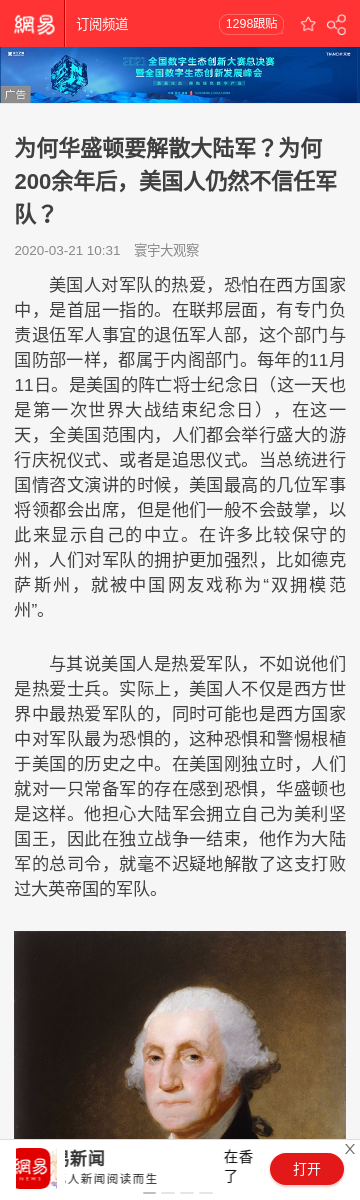 網易
订阅频道
1298跟贴
2023全国数字生态创新大赛总决赛
暨全国数字生态创新发展峰会
广告
为何华盛顿要解散大陆军？为何
200余年后，美国人仍然不信任军
队？
2020-03-21 10:31 寰宇大观察
美国人对军队的热爱，恐怕在西方国家
中，是首屈一指的。在联邦层面，有专门负
责退伍军人事宜的退伍军人部，这个部门与
国防部一样，都属于内阁部门。每年的11月
11日。是美国的阵亡将士纪念日（这一天也
是第一次世界大战结束纪念日），在这一
天，全美国范围内，人们都会举行盛大的游
行庆祝仪式、或者是追思仪式。当总统进行
国情咨文演讲的时候，美国最高的几位军事
将领都会出席，但是他们一般不会鼓掌，以
此来显示自己的中立。在许多比较保守的
州，人们对军队的拥护更加强烈，比如德克
萨斯州，就被中国网友戏称为“双拥模范
州”。
与其说美国人是热爱军队，不如说他们
是热爱士兵。实际上，美国人不仅是西方世
界中最热爱军队的，同时可能也是西方国家
中对军队最为恐惧的，这种恐惧和警惕根植
于美国的历史之中。在美国刚独立时，人们
就对一只常备军的存在感到恐惧，华盛顿也
是这样。他担心大陆军会拥立自己为美利坚
国王，因此在独立战争一结束，他作为大陆
军的总司令，就毫不迟疑地解散了这支打败
过大英帝国的军队。
網易
易新闻
人新闻阅读而生
在香
了
打开